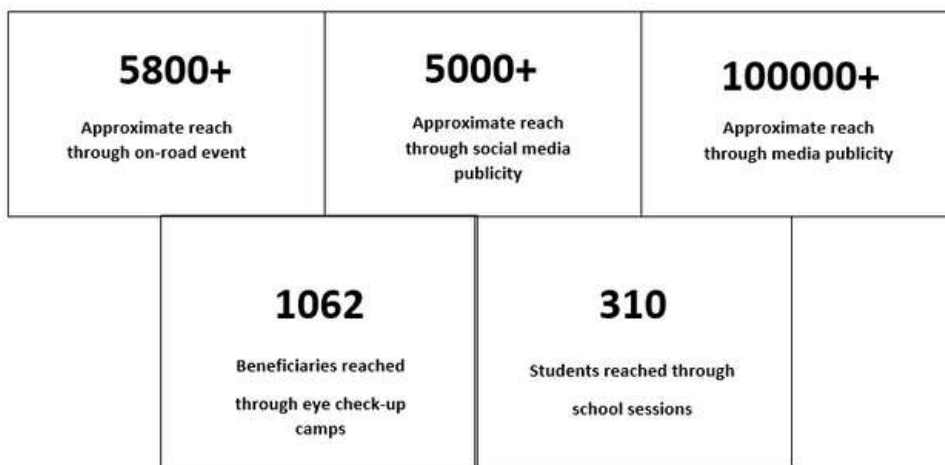 5800+
Approximate reach
through on-road event
5000+
Approximate reach
through social media
publicity
100000+
Approximate reach
through media publicity
1062
Beneficiaries reached
through eye check-up
camps
310
Students reached through
school sessions